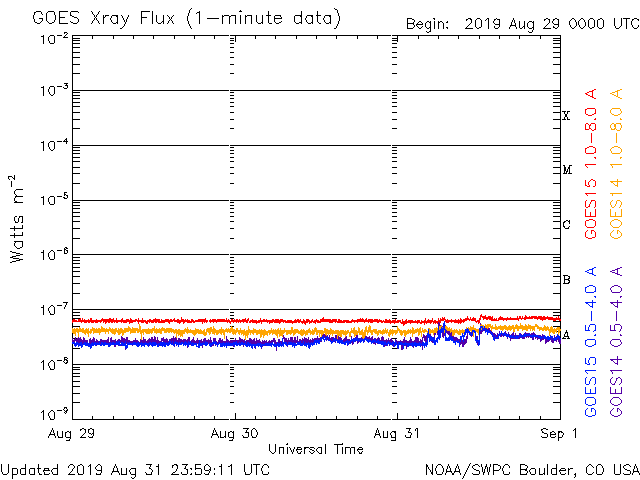 GOES Xray Flux (1-minute data)
Begin: 2019 Aug 29 0000 UTC
10^-2
10^-3
10^-4
10^-5
10^-6
10^-7
10^-8
10^-9
Watts m^-2
X
M
C
B
A
GOES15 1.0-8.0 A
GOES14 1.0-8.0 A
GOES15 0.5-4.0 A
GOES14 0.5-4.0 A
Aug 29 Aug 30 Aug 31 Sep 1
Universal Time
Updated 2019 Aug 31 23:59:11 UTC
NOAA/SWPC Boulder, CO USA